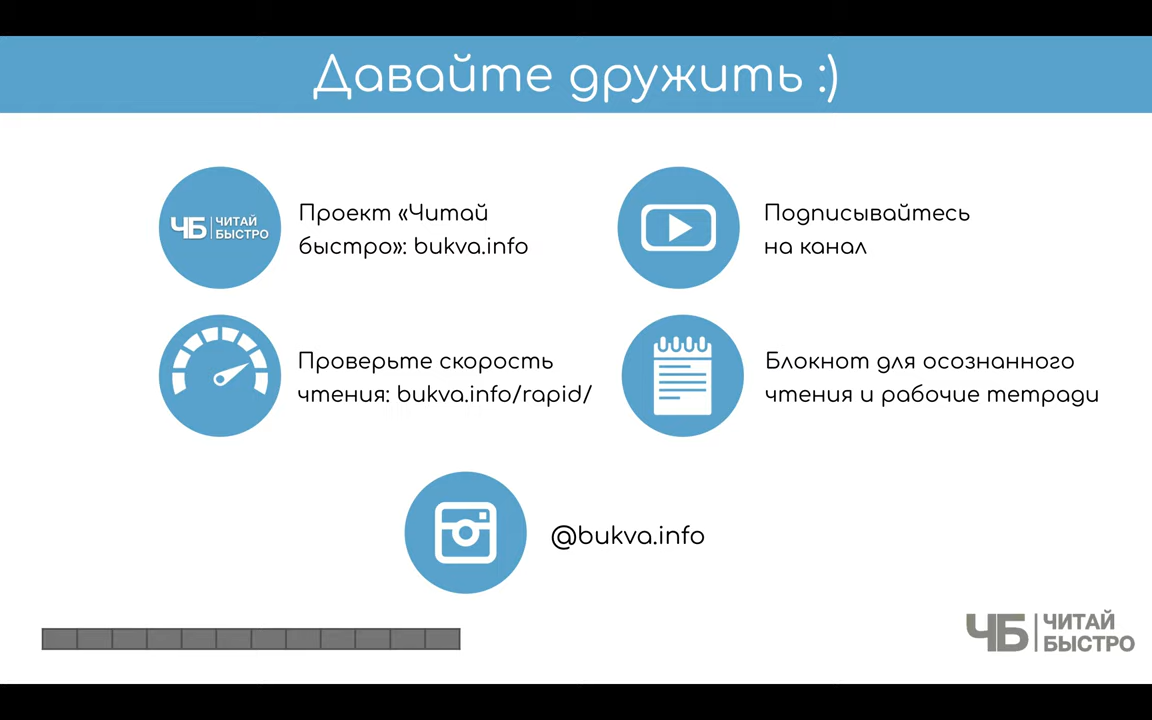 Давайте дружить :)
ЧБ ЧИТАЙ
БЫСТРО
Проект «Читай
быстро»: bukva.info
Подписывайтесь
на канал
Проверьте скорость
чтения: bukva.info/rapid/
Блокнот для осознанного
чтения и рабочие тетради
@bukva.info
ЧБ ЧИТАЙ
БЫСТРО